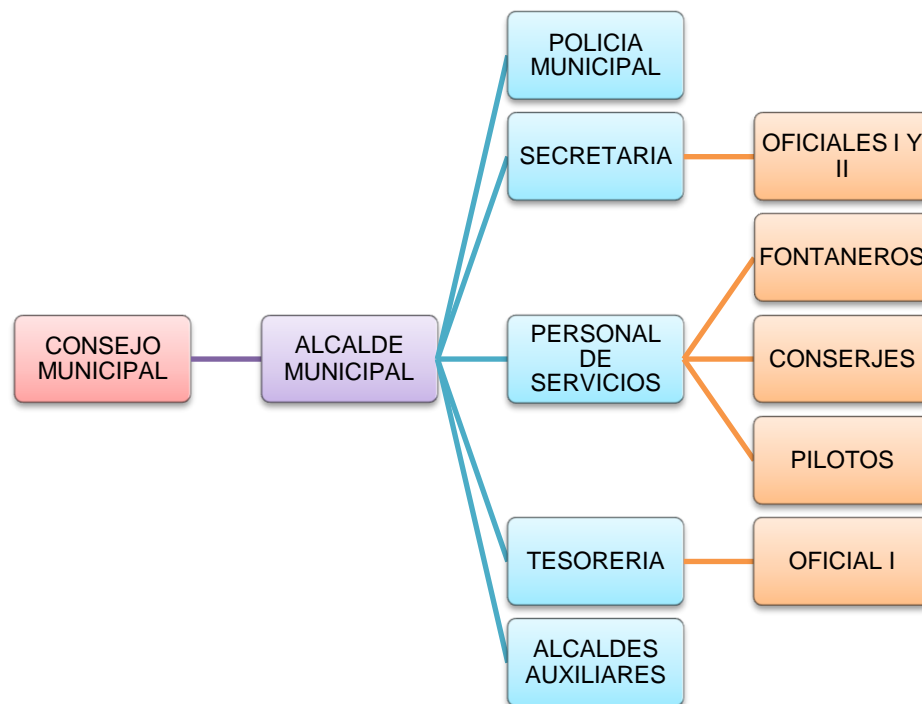 POLICIA
MUNICIPAL
SECRETARIA
OFICIALES I Y
II
FONTANEROS
CONSEJO
MUNICIPAL
ALCALDE
MUNICIPAL
PERSONAL
DE
SERVICIOS
CONSERJES
PILOTOS
TESORERIA
OFICIAL I
ALCALDES
AUXILIARES